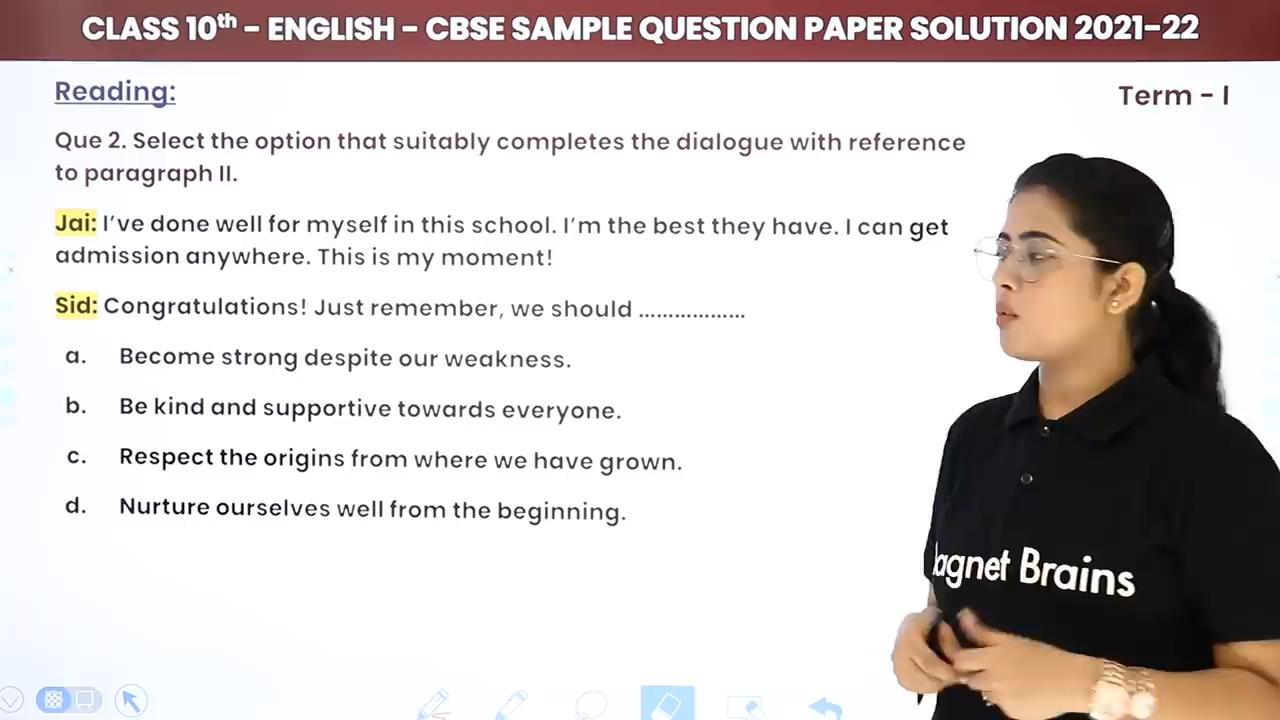 CLASS 10th – ENGLISH – CBSE SAMPLE QUESTION PAPER SOLUTION 2021–22
Reading:
Term - I
Que 2. Select the option that suitably completes the dialogue with reference
to paragraph II.
Jai: I've done well for myself in this school. I'm the best they have. I can get
admission anywhere. This is my moment!
Sid: Congratulations! Just remember, we should ..................
a. Become strong despite our weakness.
b. Be kind and supportive towards everyone.
c. Respect the origins from where we have grown.
d. Nurture ourselves well from the beginning.
agnet Brains